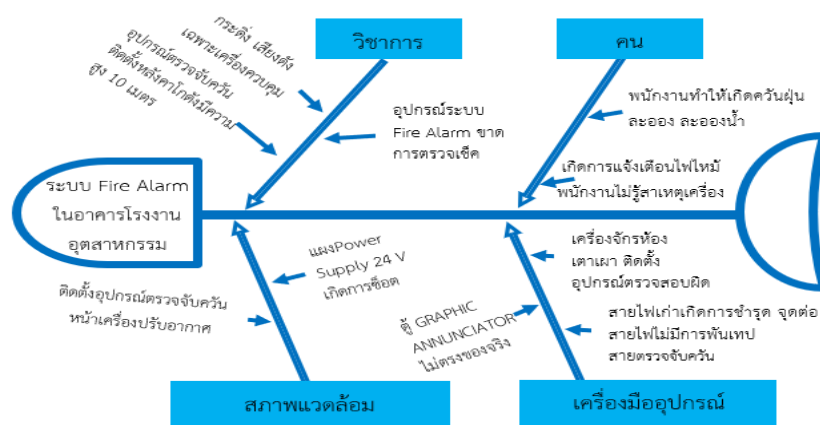 วิชาการ
คน
กระดิ่ง เสียงดัง
เฉพาะเครื่องควบคุม
อุปกรณ์ตรวจจับควัน
ติดตั้งหลังคาโกดังมีความ
สูง 10 เมตร
อุปกรณ์ระบบ
Fire Alarm ขาด
การตรวจเช็ค
พนักงานทำให้เกิดควันฝุ่น
ละออง ละอองน้ำ
เกิดการแจ้งเตือนไฟไหม้
พนักงานไม่รู้สาเหตุเครื่อง
ระบบ Fire Alarm
ในอาคารโรงงาน
อุตสาหกรรม
แผงPower
Supply 24 V
เกิดการช็อต
ติดตั้งอุปกรณ์ตรวจจับควัน
หน้าเครื่องปรับอากาศ
เครื่องจักรห้อง
เตาเผา ติดตั้ง
อุปกรณ์ตรวจสอบผิด
ตู้ GRAPHIC
ANNUNCIATOR
ไม่ตรงของจริง
สายไฟเก่าเกิดการชำรุด จุดต่อ
สายไฟไม่มีการพันเทป
สายตรวจจับควัน
สภาพแวดล้อม
เครื่องมืออุปกรณ์